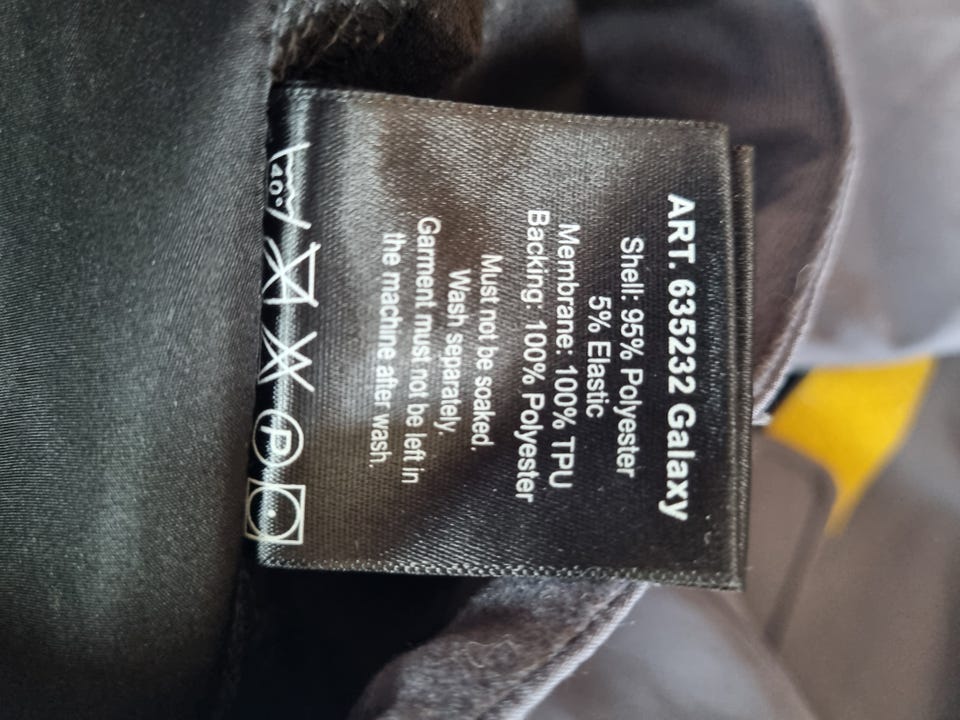 ART. 635232 Galaxy
Shell: 95% Polyester
5% Elastic
Membrane: 100% TPU
Backing: 100% Polyester
Must not be soaked.
Wash separately.
Garment must not be left in
the machine after wash.
40° P